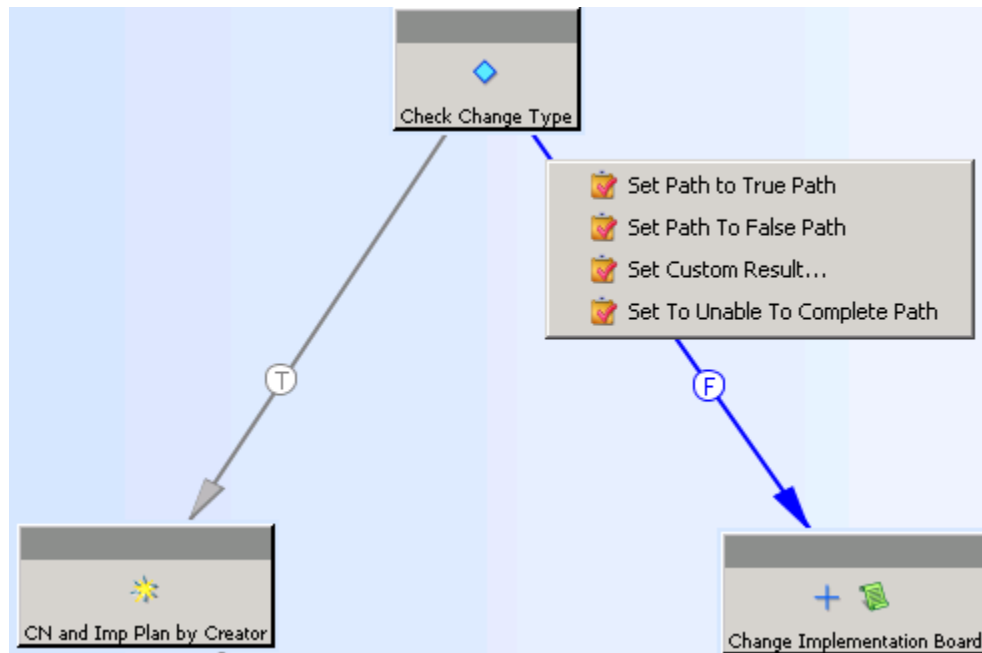 Check Change Type
Set Path to True Path
Set Path To False Path
Set Custom Result...
Set To Unable To Complete Path
T
F
CN and Imp Plan by Creator
Change Implementation Board